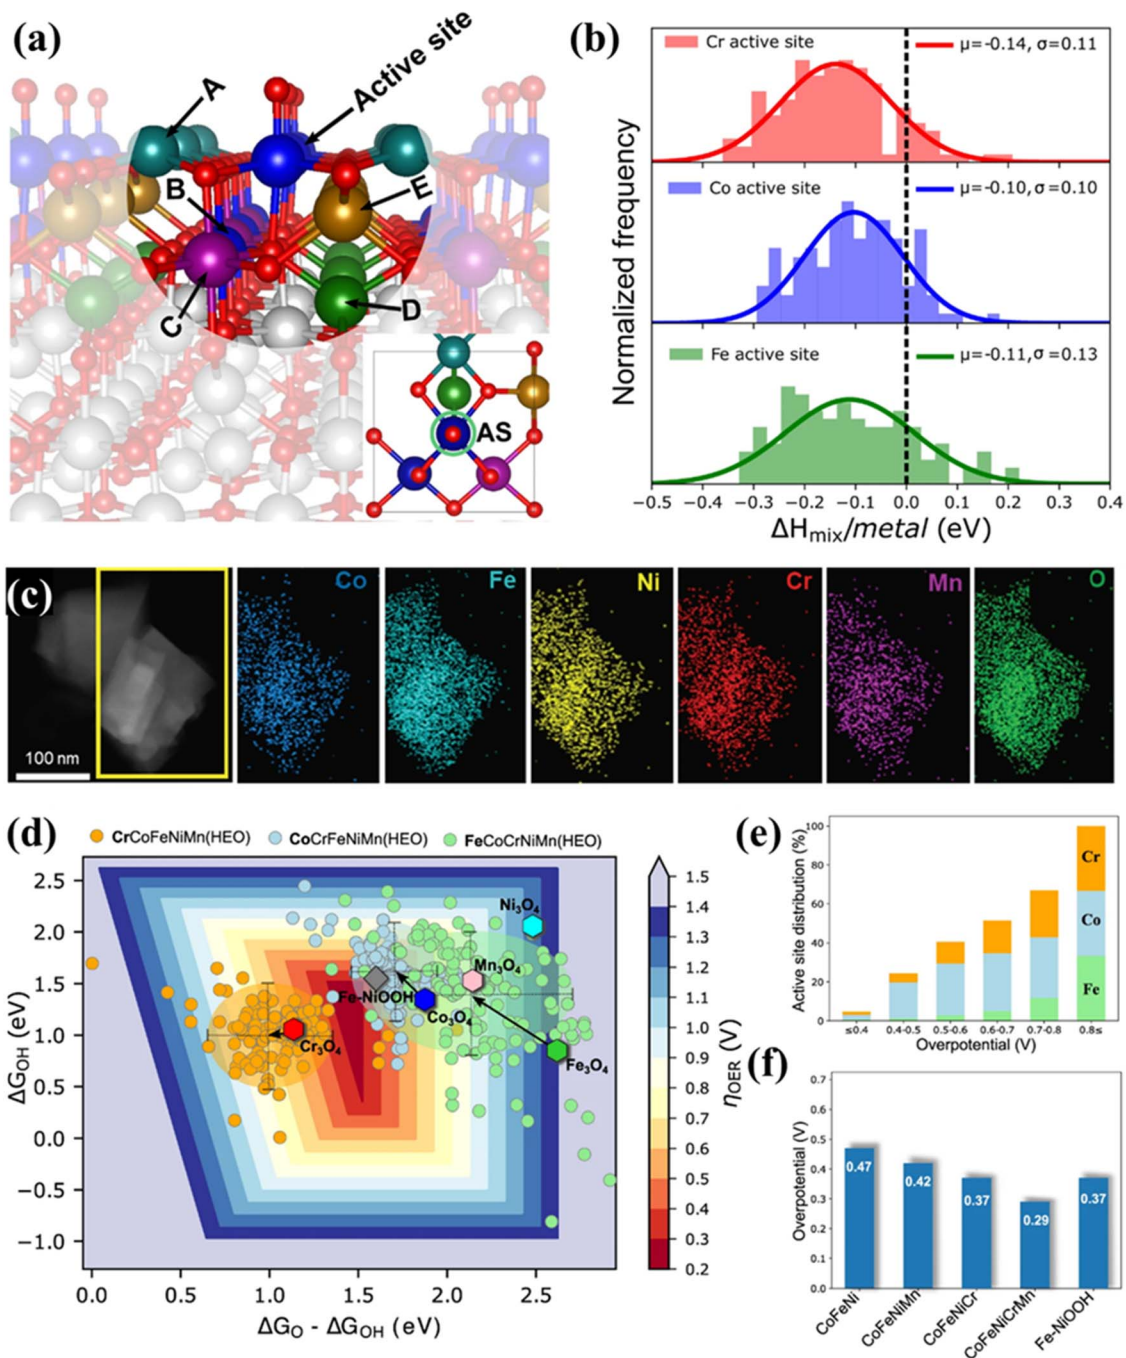 (a)
A
Active site
B
E
C
D
AS
(b)
Cr active site
μ=-0.14, σ=0.11
Co active site
μ=-0.10, σ=0.10
Fe active site
μ=-0.11, σ=0.13
Normalized frequency
−0.5 −0.4 −0.3 −0.2 −0.1 0.0 0.1 0.2 0.3 0.4
ΔHmix/metal (eV)
(c)
100 nm
Co
Fe
Ni
Cr
Mn
O
(d)
CrCoFeNiMn(HEO) CoCrFeNiMn(HEO) FeCoCrNiMn(HEO)
2.5
2.0
1.5
1.0
0.5
0.0
−0.5
−1.0
ΔGOH (eV)
Ni3O4
Mn3O4
Fe-NiOOH
Co3O4
Cr3O4
Fe3O4
0.0 0.5 1.0 1.5 2.0 2.5
ΔGO - ΔGOH (eV)
1.5
1.4
1.3
1.2
1.1
1.0
0.9
0.8
0.7
0.6
0.5
0.4
0.3
0.2
ηOER (V)
(e)
Active site distribution (%)
100
80
60
40
20
0
Cr
Co
Fe
≤0.4 0.4-0.5 0.5-0.6 0.6-0.7 0.7-0.8 0.8≤
Overpotential (V)
(f)
Overpotential (V)
0.7
0.6
0.5
0.4
0.3
0.2
0.1
0.0
0.47
0.42
0.37
0.29
0.37
CoFeNi
CoFeNiMn
CoFeNiCr
CoFeNiCrMn
Fe-NiOOH